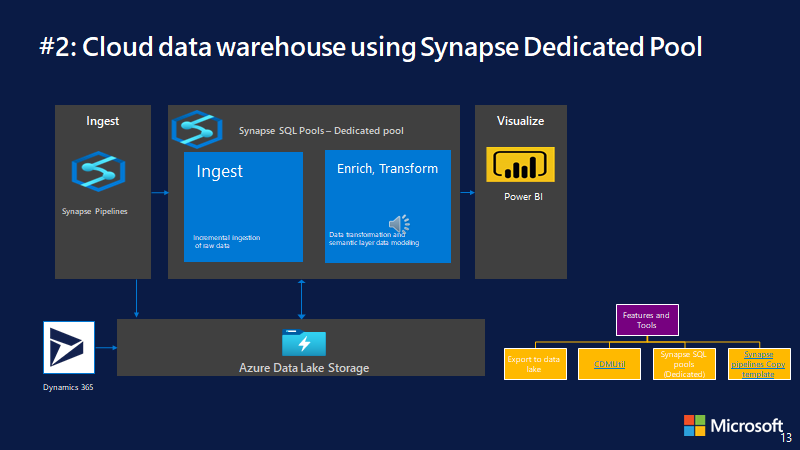 #2: Cloud data warehouse using Synapse Dedicated Pool
Ingest
Synapse Pipelines
Synapse SQL Pools – Dedicated pool
Ingest
Incremental ingestion
of raw data
Enrich, Transform
Data transformation and
semantic layer data modeling
Visualize
Power BI
Dynamics 365
Azure Data Lake Storage
Features and
Tools
Export to data
lake
CDMUtil
Synapse SQL
pools
(Dedicated)
Synapse
pipelines Copy
template
Microsoft
13